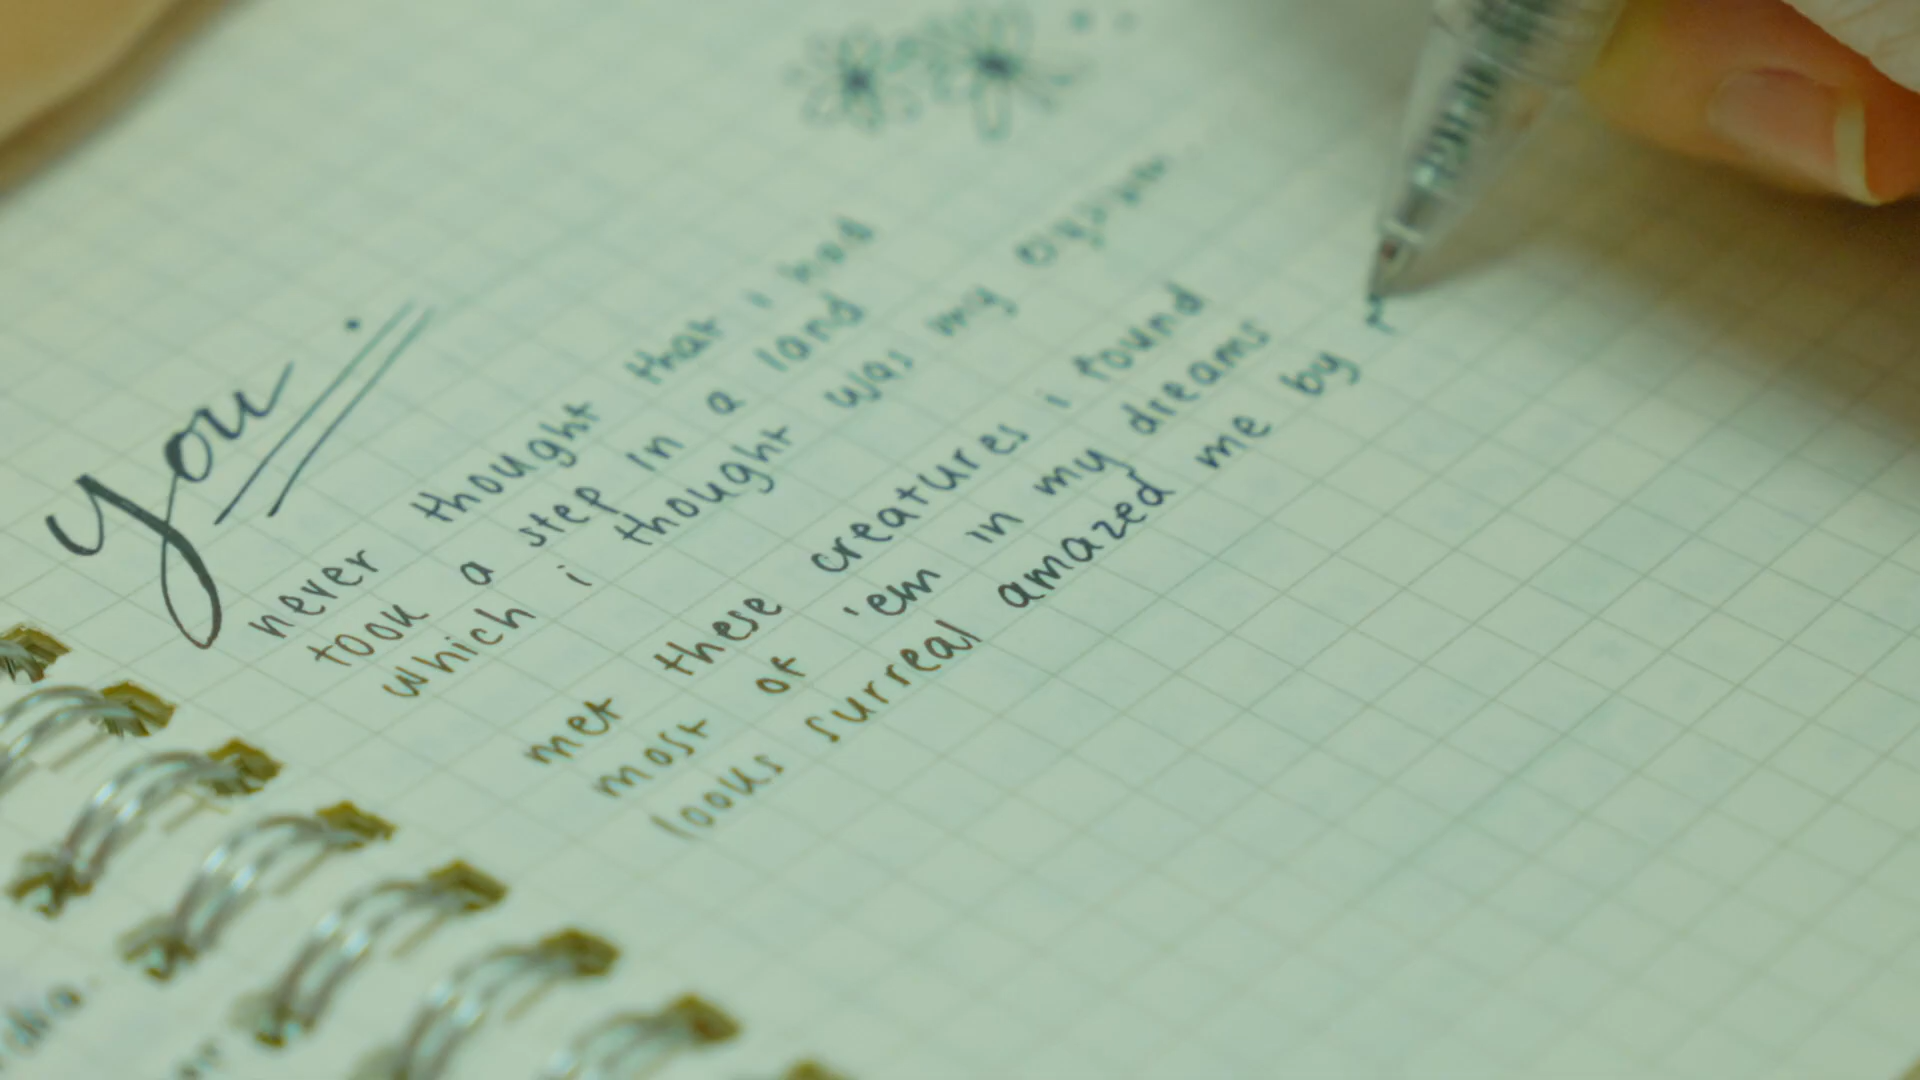 you.
never thought that i had
took a step in a land
which i thought was my
met these creatures i found
most of 'em in my dreams
looks surreal amazed me by